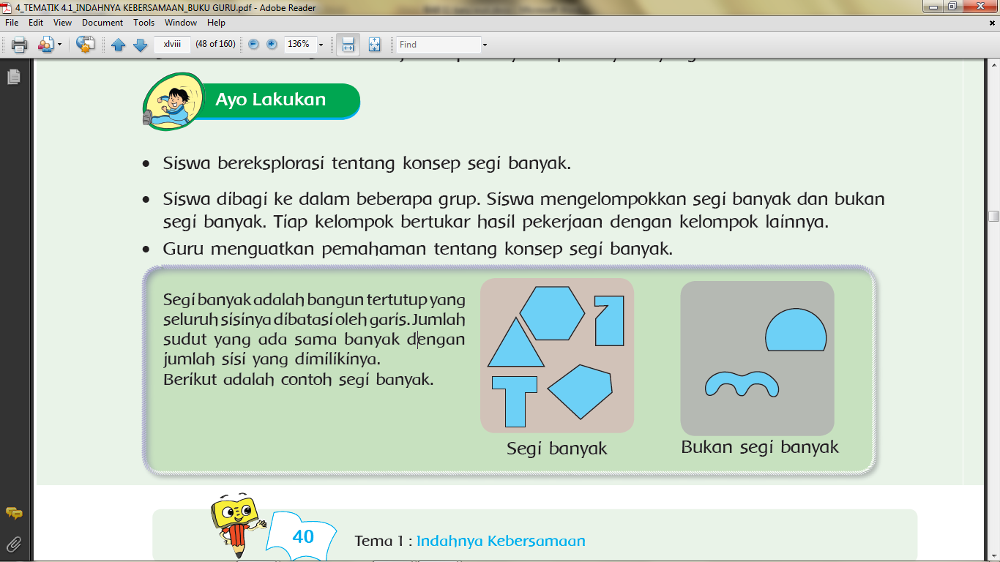 4_TEMATIK 4.1_INDAHNYA KEBERSAMAAN_BUKU GURU.pdf - Adobe Reader
File Edit View Document Tools Window Help
xlviii (48 of 160) 136% Find
Ayo Lakukan
• Siswa bereksplorasi tentang konsep segi banyak.
• Siswa dibagi ke dalam beberapa grup. Siswa mengelompokkan segi banyak dan bukan
segi banyak. Tiap kelompok bertukar hasil pekerjaan dengan kelompok lainnya.
• Guru menguatkan pemahaman tentang konsep segi banyak.
Segi banyak adalah bangun tertutup yang
seluruh sisinya dibatasi oleh garis. Jumlah
sudut yang ada sama banyak dengan
jumlah sisi yang dimilikinya.
Berikut adalah contoh segi banyak.
Segi banyak
Bukan segi banyak
40
Tema 1 : Indahnya Kebersamaan